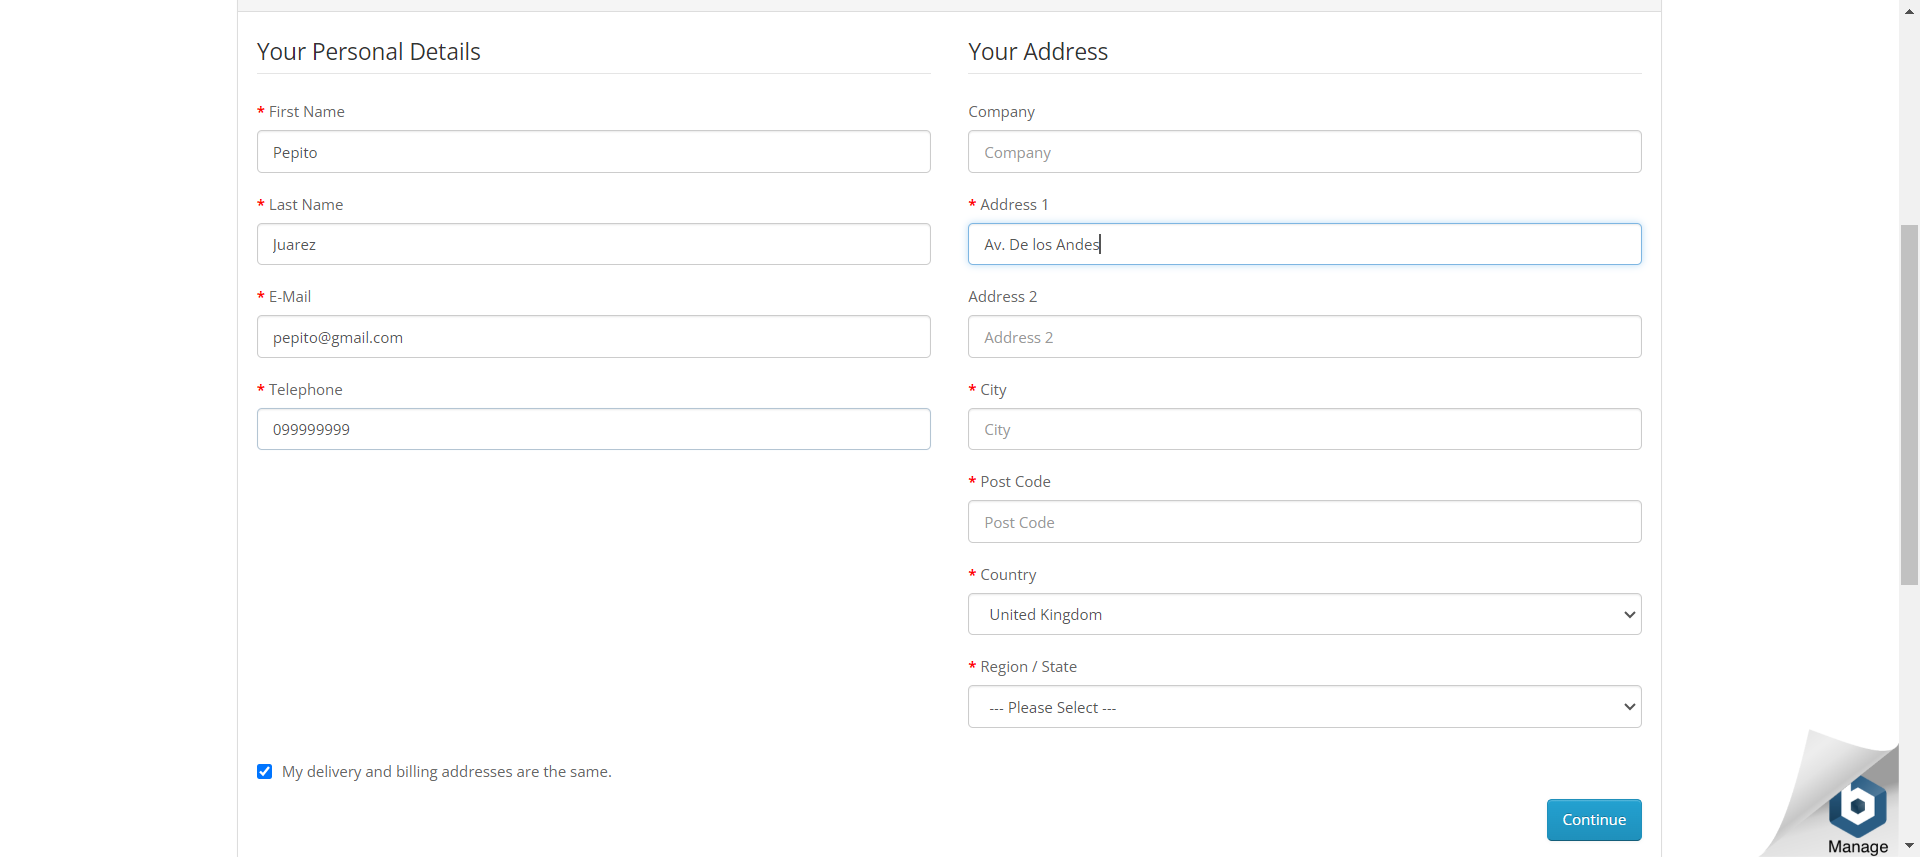 Your Personal Details
* First Name
Pepito
* Last Name
Juarez
* E-Mail
pepito@gmail.com
* Telephone
099999999
Your Address
Company
Company
* Address 1
Av. De los Andes
Address 2
Address 2
* City
City
* Post Code
Post Code
* Country
United Kingdom
* Region / State
--- Please Select ---
My delivery and billing addresses are the same.
Continue
Manage